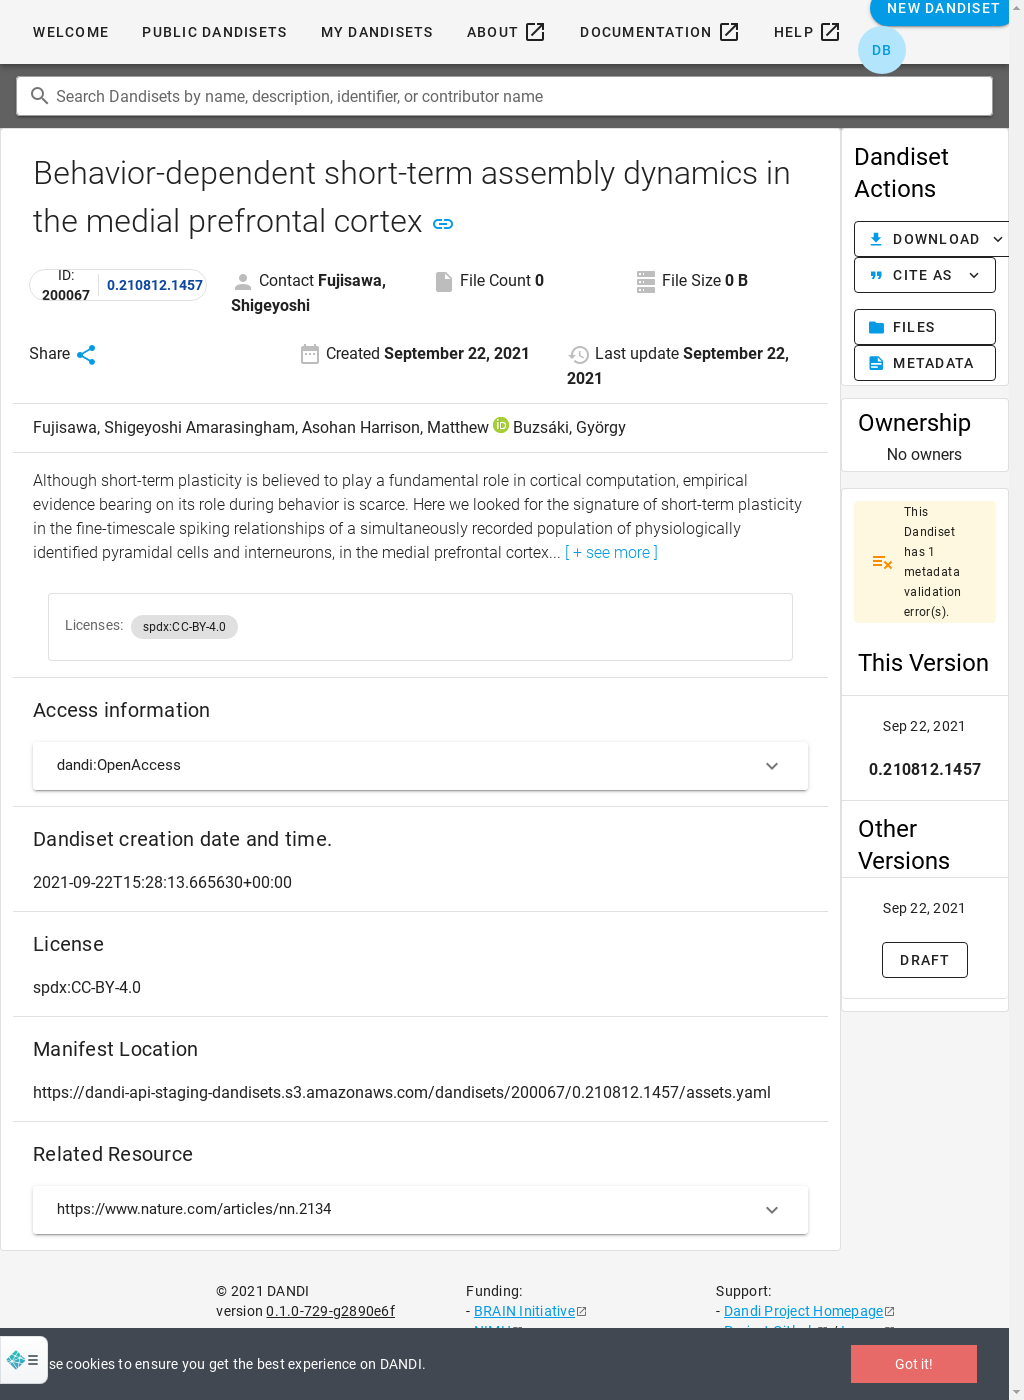 WELCOME
PUBLIC DANDISETS
MY DANDISETS
ABOUT
DOCUMENTATION
HELP
NEW DANDISET
DB
Search Dandisets by name, description, identifier, or contributor name
Behavior-dependent short-term assembly dynamics in
the medial prefrontal cortex
ID:
200067
0.210812.1457
Contact Fujisawa,
Shigeyoshi
File Count 0
File Size 0 B
Share
Created September 22, 2021
Last update September 22,
2021
Fujisawa, Shigeyoshi Amarasingham, Asohan Harrison, Matthew iD Buzsáki, György
Although short-term plasticity is believed to play a fundamental role in cortical computation, empirical
evidence bearing on its role during behavior is scarce. Here we looked for the signature of short-term plasticity
in the fine-timescale spiking relationships of a simultaneously recorded population of physiologically
identified pyramidal cells and interneurons, in the medial prefrontal cortex... [ + see more ]
Licenses: spdx:CC-BY-4.0
Access information
dandi:OpenAccess
Dandiset creation date and time.
2021-09-22T15:28:13.665630+00:00
License
spdx:CC-BY-4.0
Manifest Location
https://dandi-api-staging-dandisets.s3.amazonaws.com/dandisets/200067/0.210812.1457/assets.yaml
Related Resource
https://www.nature.com/articles/nn.2134
Dandiset
Actions
DOWNLOAD
CITE AS
FILES
METADATA
Ownership
No owners
This
Dandiset
has 1
metadata
validation
error(s).
This Version
Sep 22, 2021
0.210812.1457
Other
Versions
Sep 22, 2021
DRAFT
© 2021 DANDI
version 0.1.0-729-g2890e6f
Funding:
- BRAIN Initiative
Support:
- Dandi Project Homepage
se cookies to ensure you get the best experience on DANDI.
Got it!